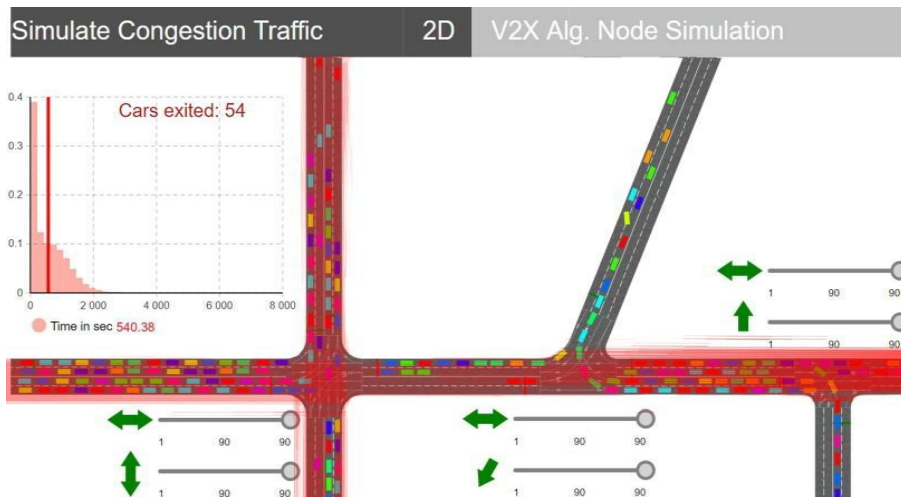 Simulate Congestion Traffic 2D V2X Alg. Node Simulation
0.4
Cars exited: 54
0.3
0.2
0.1
0
0 2 000 4 000 6 000 8 000
Time in sec 540.38
1 90 90
1 90 90
1 90 90
1 90 90
1 90 90
1 90 90